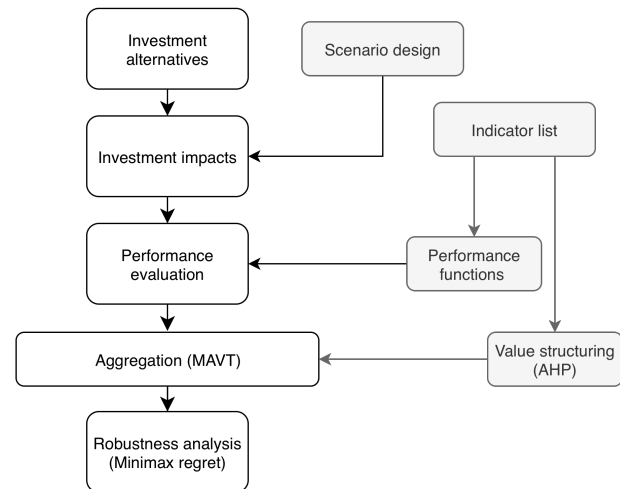 Investment
alternatives
Scenario design
Indicator list
Investment impacts
Performance
evaluation
Performance
functions
Aggregation (MAVT)
Value structuring
(AHP)
Robustness analysis
(Minimax regret)